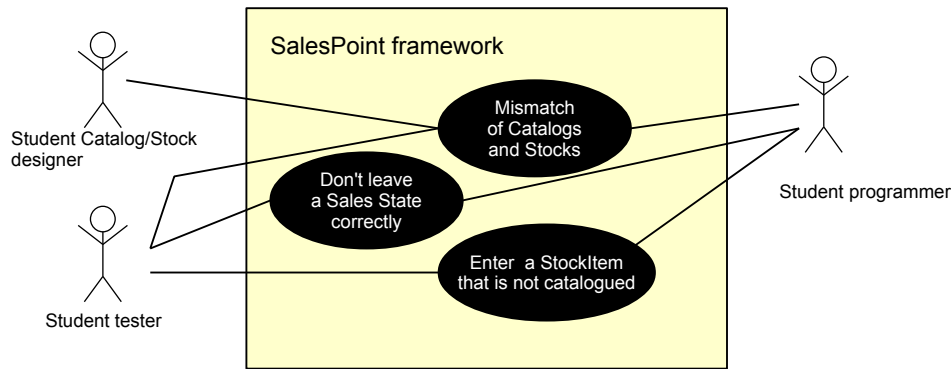 SalesPoint framework
Mismatch
of Catalogs
and Stocks
Student Catalog/Stock
designer
Don't leave
a Sales State
correctly
Student programmer
Enter a StockItem
that is not catalogued
Student tester